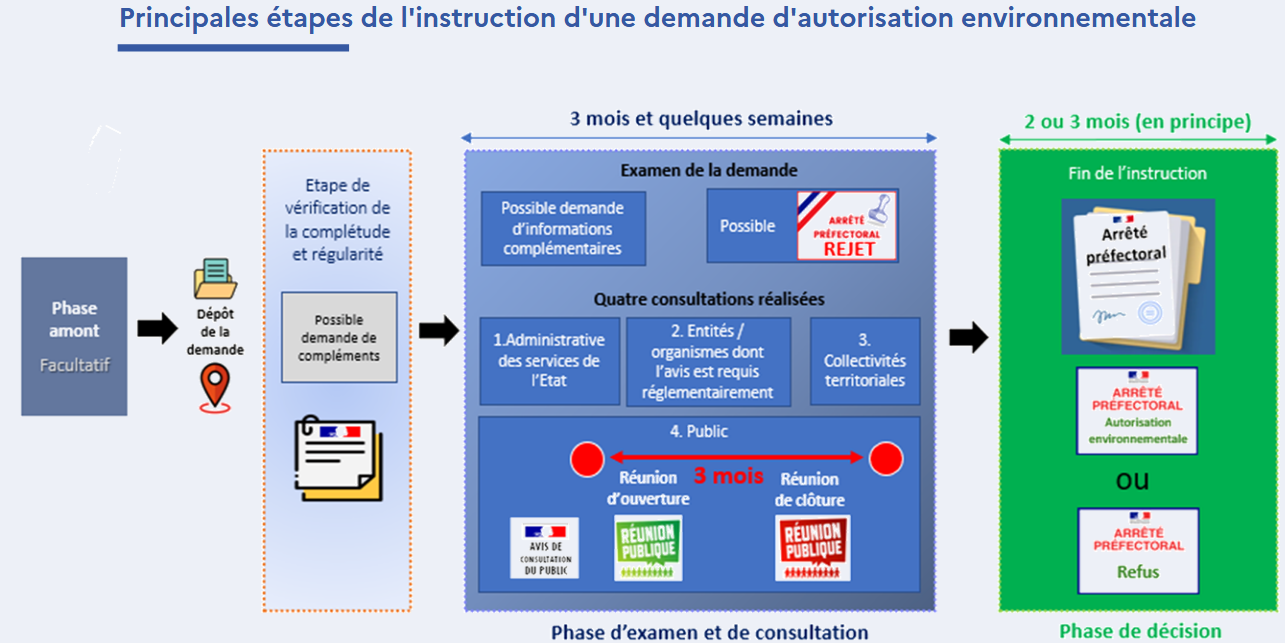 Principales étapes de l'instruction d'une demande d'autorisation environnementale
Phase
amont
Facultatif
Dépôt
de la
demande
Etape de
vérification de
la complétude
et régularité
Possible
demande de
compléments
3 mois et quelques semaines
Examen de la demande
Possible demande
d'informations
complémentaires
Possible
ARRÊTÉ
PRÉFECTORAL
REJET
Quatre consultations réalisées
1.Administrative
des services de
l'Etat
2. Entités /
organismes dont
l'avis est requis
réglementairement
3.
Collectivités
territoriales
4. Public
3 mois
Réunion
d'ouverture
Réunion
de clôture
AVIS DE
CONSULTATION
DU PUBLIC
RÉUNION
PUBLIQUE
RÉUNION
PUBLIQUE
Phase d'examen et de consultation
2 ou 3 mois (en principe)
Fin de l'instruction
Arrêté
préfectoral
ARRÊTÉ
PRÉFECTORAL
Autorisation
environnementale
ou
ARRÊTÉ
PRÉFECTORAL
Refus
Phase de décision